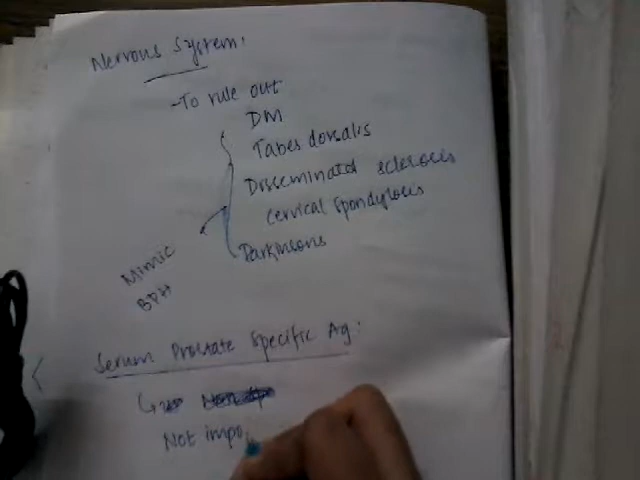 Nervous System:
-To rule out
DM
Tabes dorsalis
Disseminated sclerosis
cervical spondylosis
Parkinsons
Mimic
BPH
Serum Prostate Specific Ag:
Not impo